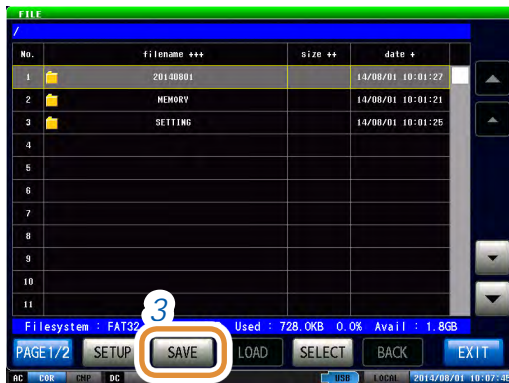 FILE
/
No. filename +++ size ++ date +
1 20140801 14/08/01 10:01:27
2 MEMORY 14/08/01 10:01:21
3 SETTING 14/08/01 10:01:25
4
5
6
7
8
9
10
11
3
Filesystem : FAT32 Used : 728.0KB 0.0% Avail : 1.8GB
PAGE1/2 SETUP SAVE LOAD SELECT BACK EXIT
AC COR CMP DC USB LOCAL 2014/08/01 10:07:45